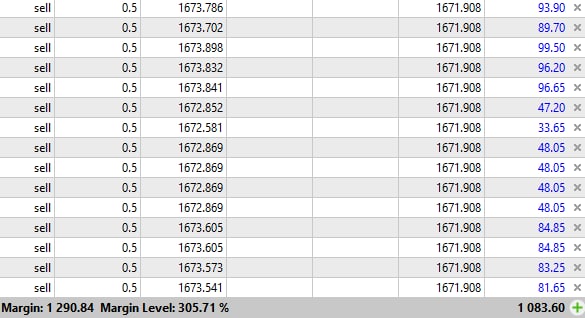 sell 0.5 1673.786 1671.908 93.90 ×
sell 0.5 1673.702 1671.908 89.70 ×
sell 0.5 1673.898 1671.908 99.50 ×
sell 0.5 1673.832 1671.908 96.20 ×
sell 0.5 1673.841 1671.908 96.65 ×
sell 0.5 1672.852 1671.908 47.20 ×
sell 0.5 1672.581 1671.908 33.65 ×
sell 0.5 1672.869 1671.908 48.05 ×
sell 0.5 1672.869 1671.908 48.05 ×
sell 0.5 1672.869 1671.908 48.05 ×
sell 0.5 1672.869 1671.908 48.05 ×
sell 0.5 1673.605 1671.908 84.85 ×
sell 0.5 1673.605 1671.908 84.85 ×
sell 0.5 1673.573 1671.908 83.25 ×
sell 0.5 1673.541 1671.908 81.65 ×
Margin: 1 290.84 Margin Level: 305.71 % 1 083.60